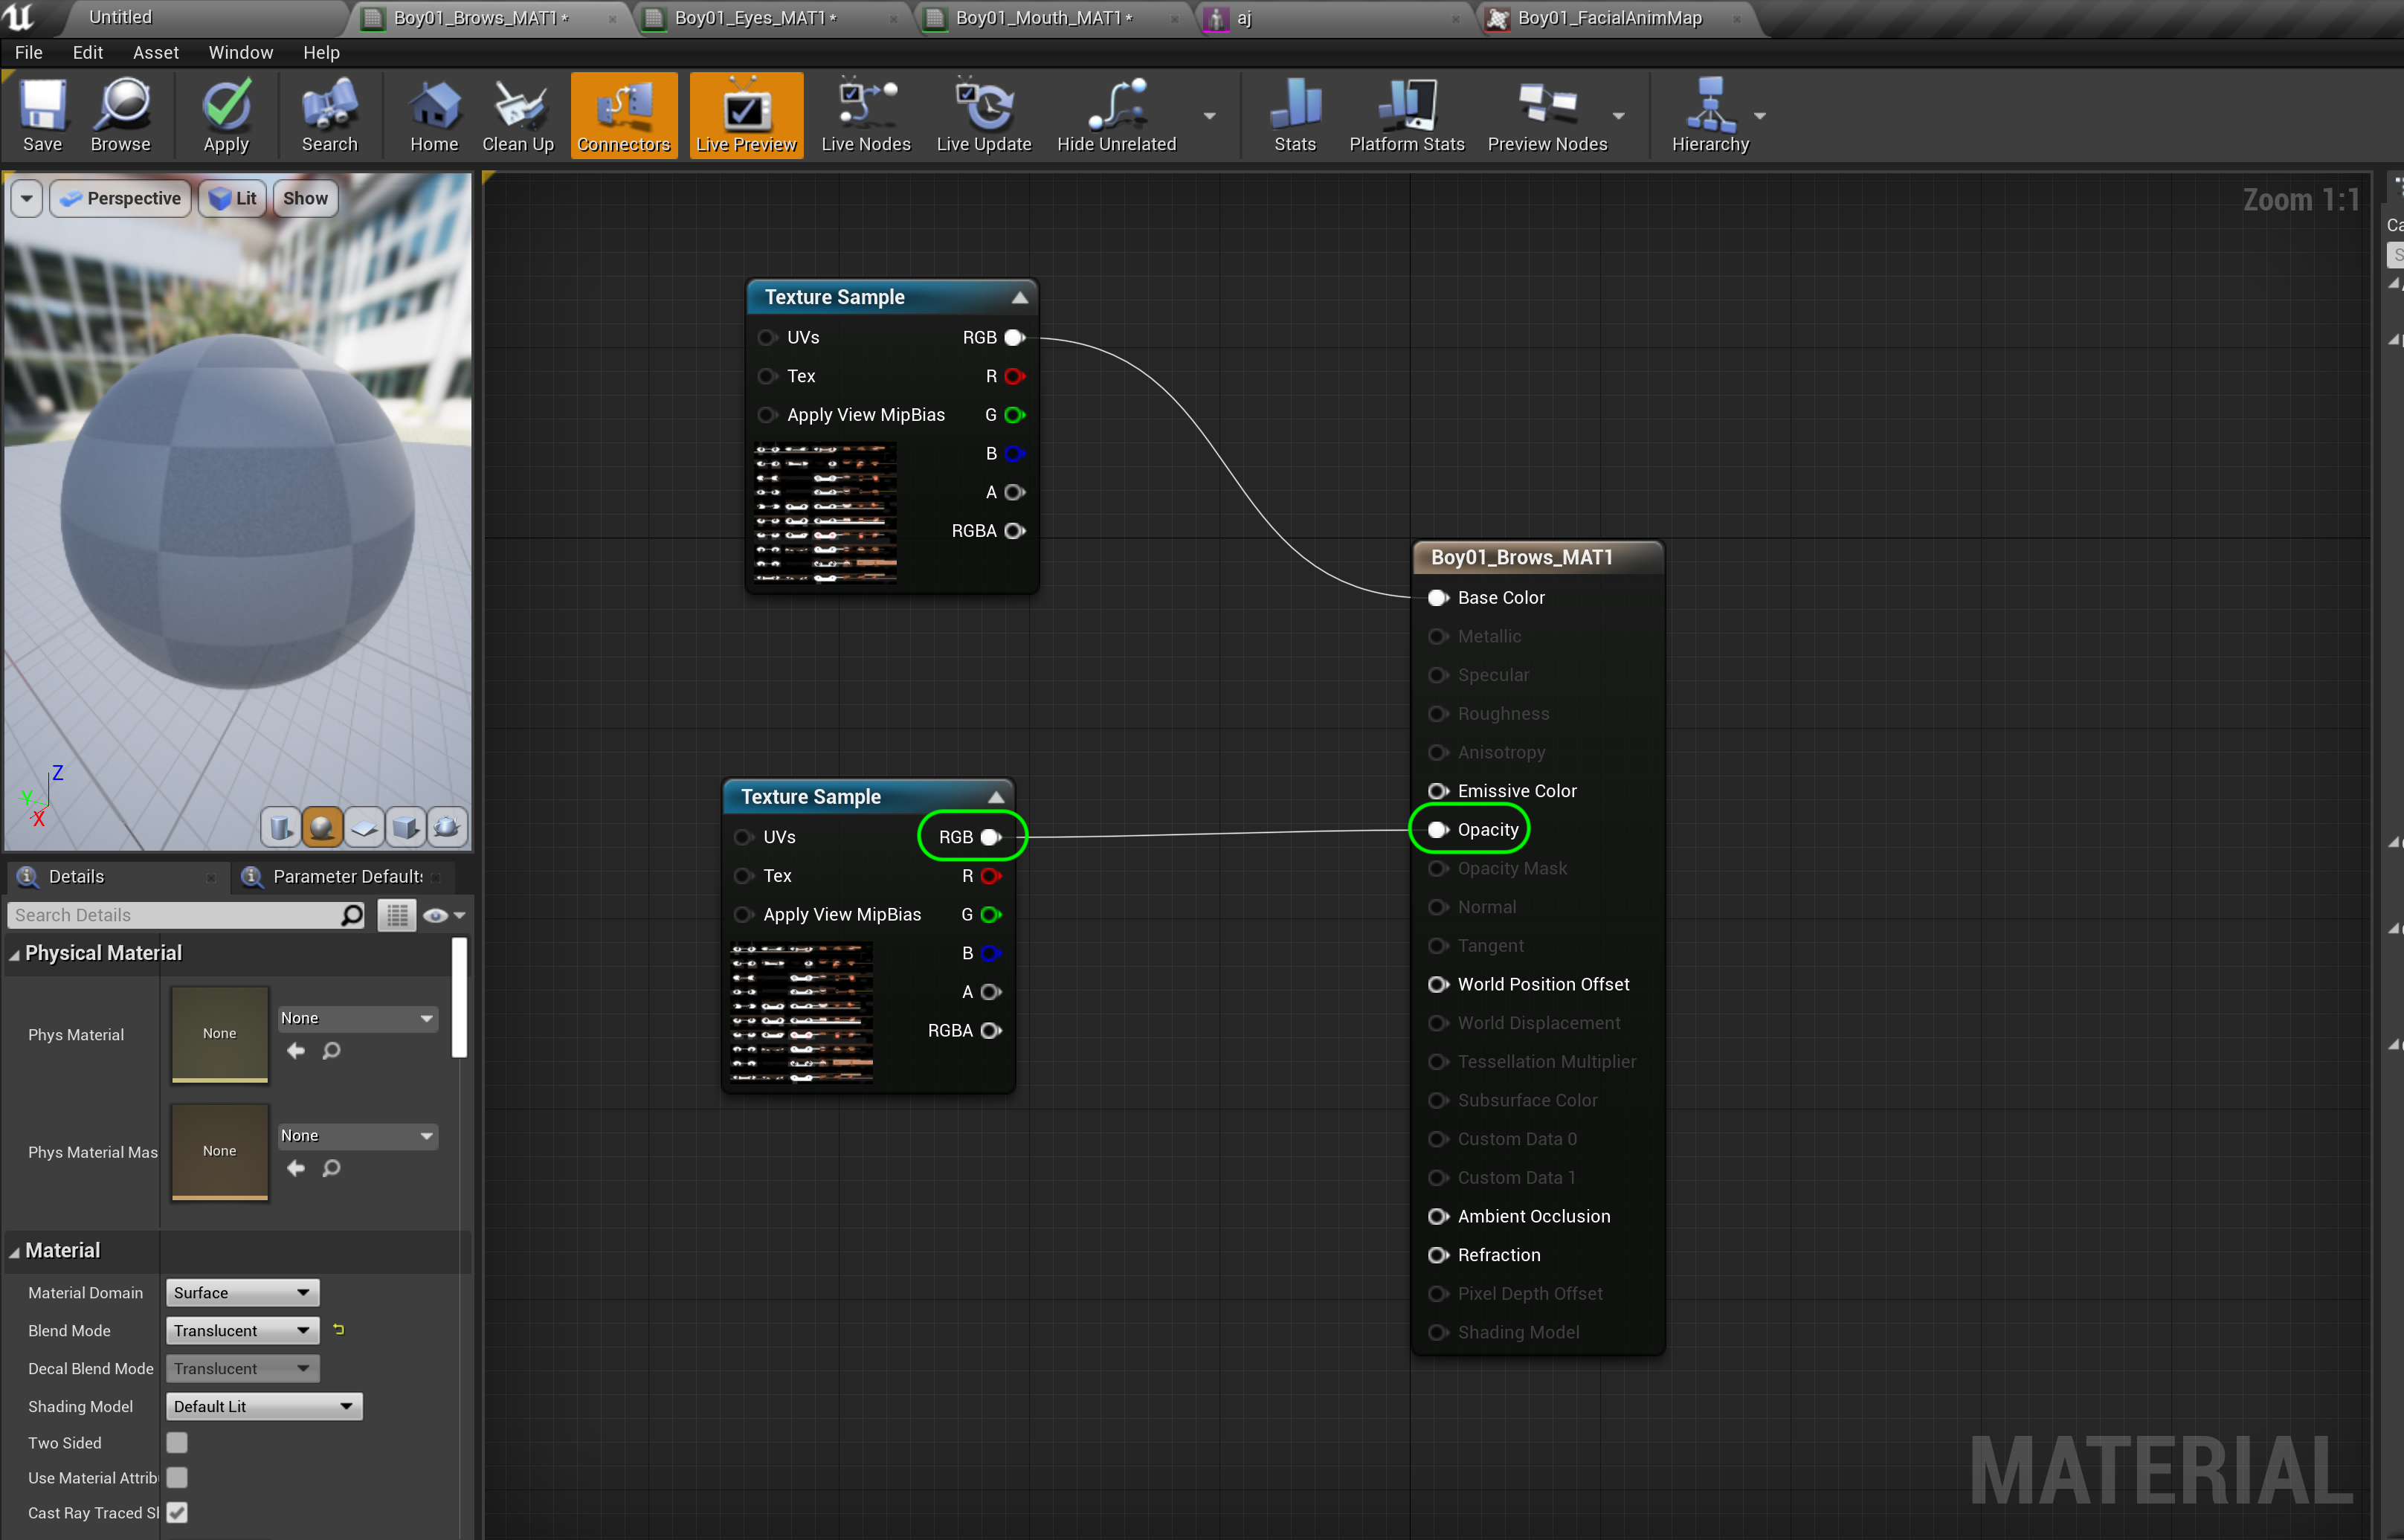 Untitled
Boy01_Brows_MAT1*
Boy01_Eyes_MAT1*
Boy01_Mouth_MAT1*
aj
Boy01_FacialAnimMap
File Edit Asset Window Help
Save Browse Apply Search Home Clean Up Connectors Live Preview Live Nodes Live Update Hide Unrelated Stats Platform Stats Preview Nodes Hierarchy
Perspective Lit Show
Zoom 1:1
Ca
S
Texture Sample
UVs RGB
Tex R
Apply View MipBias G
B
A
RGBA
Boy01_Brows_MAT1
Base Color
Metallic
Specular
Roughness
Anisotropy
Emissive Color
Opacity
Opacity Mask
Normal
Tangent
World Position Offset
World Displacement
Tessellation Multiplier
Subsurface Color
Custom Data 0
Custom Data 1
Ambient Occlusion
Refraction
Pixel Depth Offset
Shading Model
Texture Sample
UVs RGB
Tex R
Apply View MipBias G
B
A
RGBA
Z
Y
X
Details Parameter Defaults
Search Details
Physical Material
Phys Material None None
Phys Material Mas None None
Material
Material Domain Surface
Blend Mode Translucent
Decal Blend Mode Translucent
Shading Model Default Lit
Two Sided
Use Material Attrib
Cast Ray Traced Sl
MATERIAL